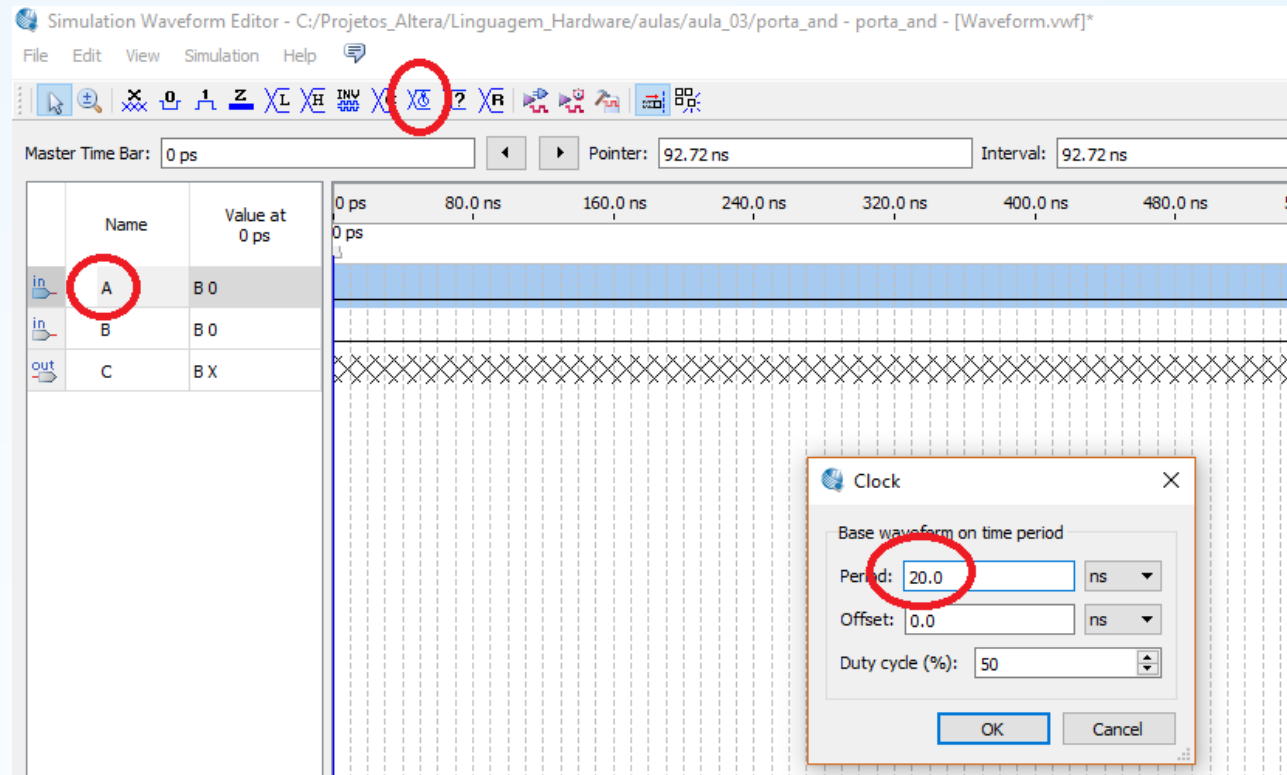 Simulation Waveform Editor - C:/Projetos_Altera/Linguagem_Hardware/aulas/aula_03/porta_and - porta_and - [Waveform.vwf]*
File Edit View Simulation Help
Master Time Bar: 0 ps Pointer: 92.72 ns Interval: 92.72 ns
Name Value at 0 ps
0 ps 80.0 ns 160.0 ns 240.0 ns 320.0 ns 400.0 ns 480.0 ns
0 ps
in A B 0
in B B 0
out C B X
Clock
Base waveform on time period
Period: 20.0 ns
Offset: 0.0 ns
Duty cycle (%): 50
OK Cancel